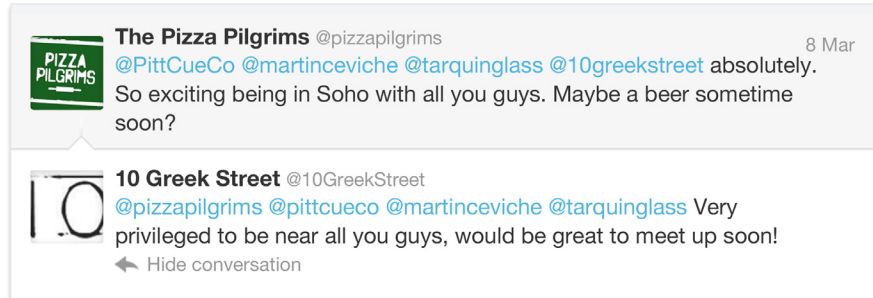 The Pizza Pilgrims @pizzapilgrims
8 Mar
@PittCueCo @martinceviche @tarquinglass @10greekstreet absolutely.
So exciting being in Soho with all you guys. Maybe a beer sometime
soon?
PIZZA
PILGRIMS
10 Greek Street @10GreekStreet
@pizzapilgrims @pittcueco @martinceviche @tarquinglass Very
privileged to be near all you guys, would be great to meet up soon!
Hide conversation
10